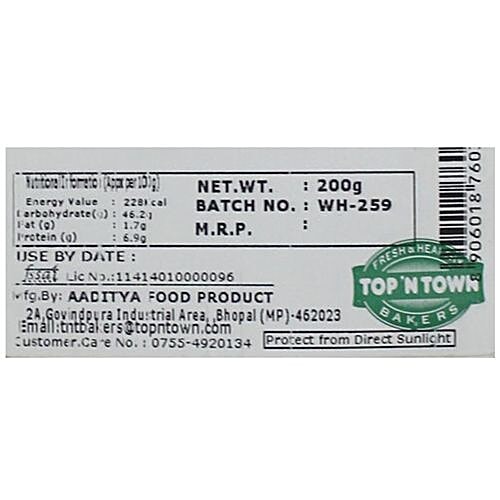 Nutritional Information (Appx per 100g)
Energy Value : 228kcal
Carbohydrate(g) : 46.2g
Fat (g) : 1.7g
Protein (g) : 6.9g
NET.WT. : 200g
BATCH NO. : WH-259
M.R.P. :
USE BY DATE :
fssai Lic No.:11414010000096
Mfg.By: AADITYA FOOD PRODUCT
2A,Govindpura Industrial Area, Bhopal (MP)-462023
Email:tntbakers@topntown.com
Customer.Care No. : 0755-4920134
Protect from Direct Sunlight
FRESH & HEALTHY
TOP 'N TOWN
BAKERS